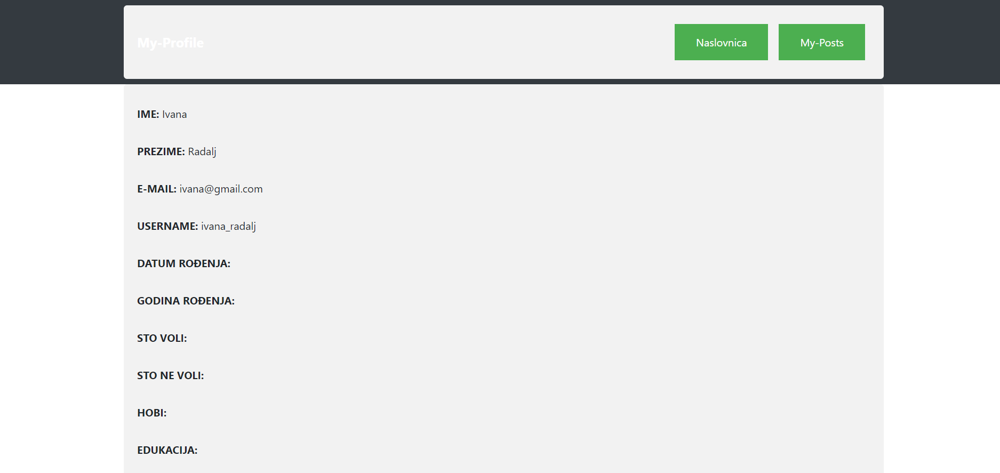 My-Profile
Naslovnica
My-Posts
IME: Ivana
PREZIME: Radalj
E-MAIL: ivana@gmail.com
USERNAME: ivana_radalj
DATUM ROĐENJA:
GODINA ROĐENJA:
STO VOLI:
STO NE VOLI:
HOBI:
EDUKACIJA: